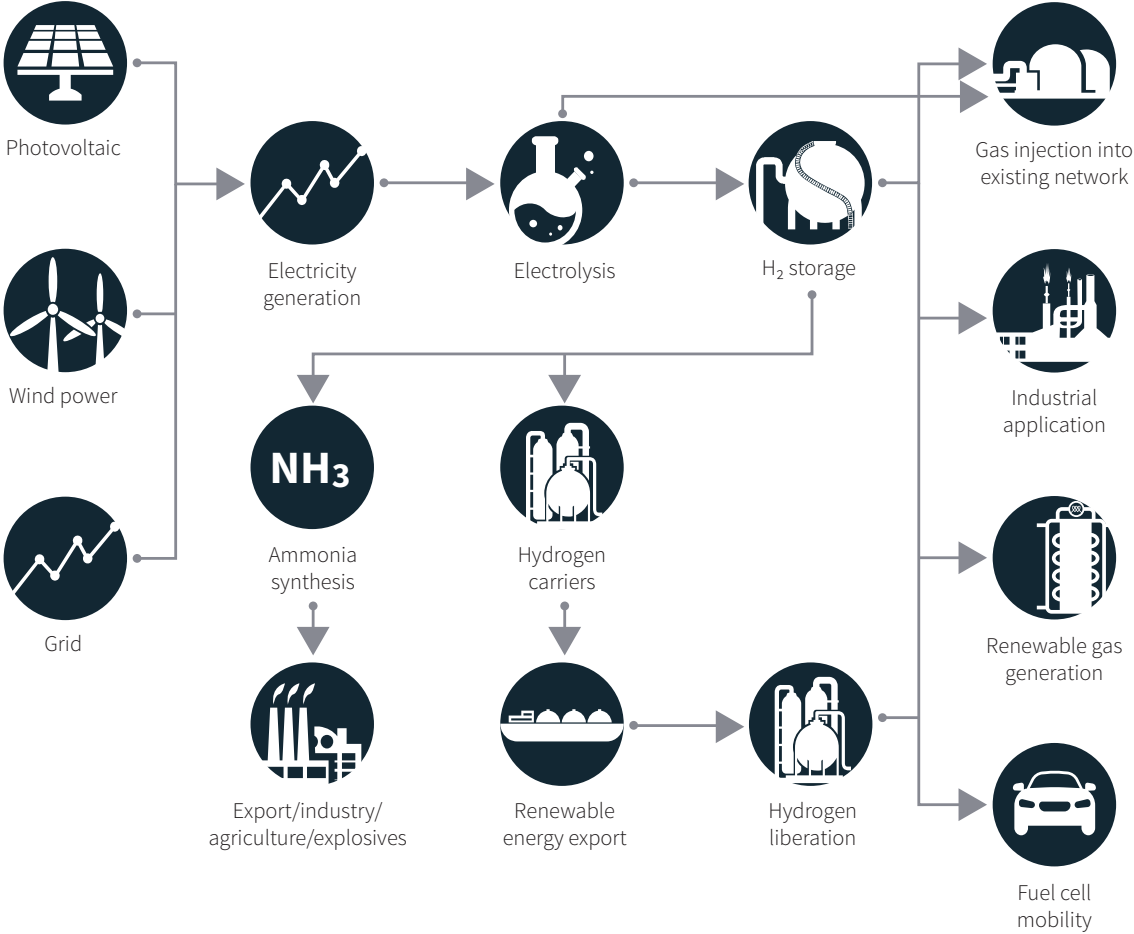 Photovoltaic
Gas injection into
existing network
Electricity
generation
Electrolysis
H₂ storage
Wind power
Industrial
application
NH₃
Ammonia
synthesis
Hydrogen
carriers
Grid
Renewable gas
generation
Export/industry/
agriculture/explosives
Renewable
energy export
Hydrogen
liberation
Fuel cell
mobility